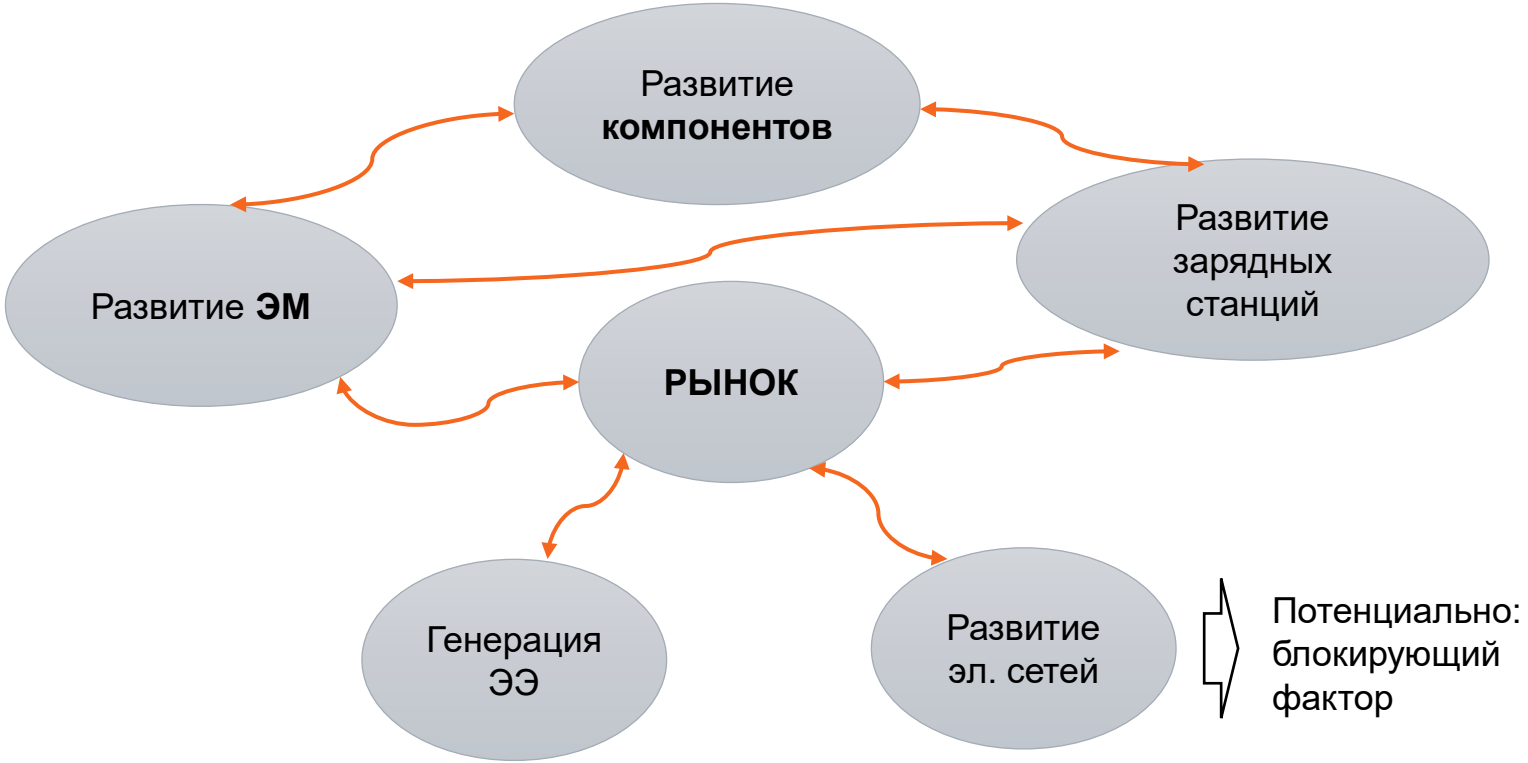 Развитие
компонентов
Развитие
зарядных
станций
Развитие ЭМ
РЫНОК
Генерация
ЭЭ
Развитие
эл. сетей
Потенциально:
блокирующий
фактор